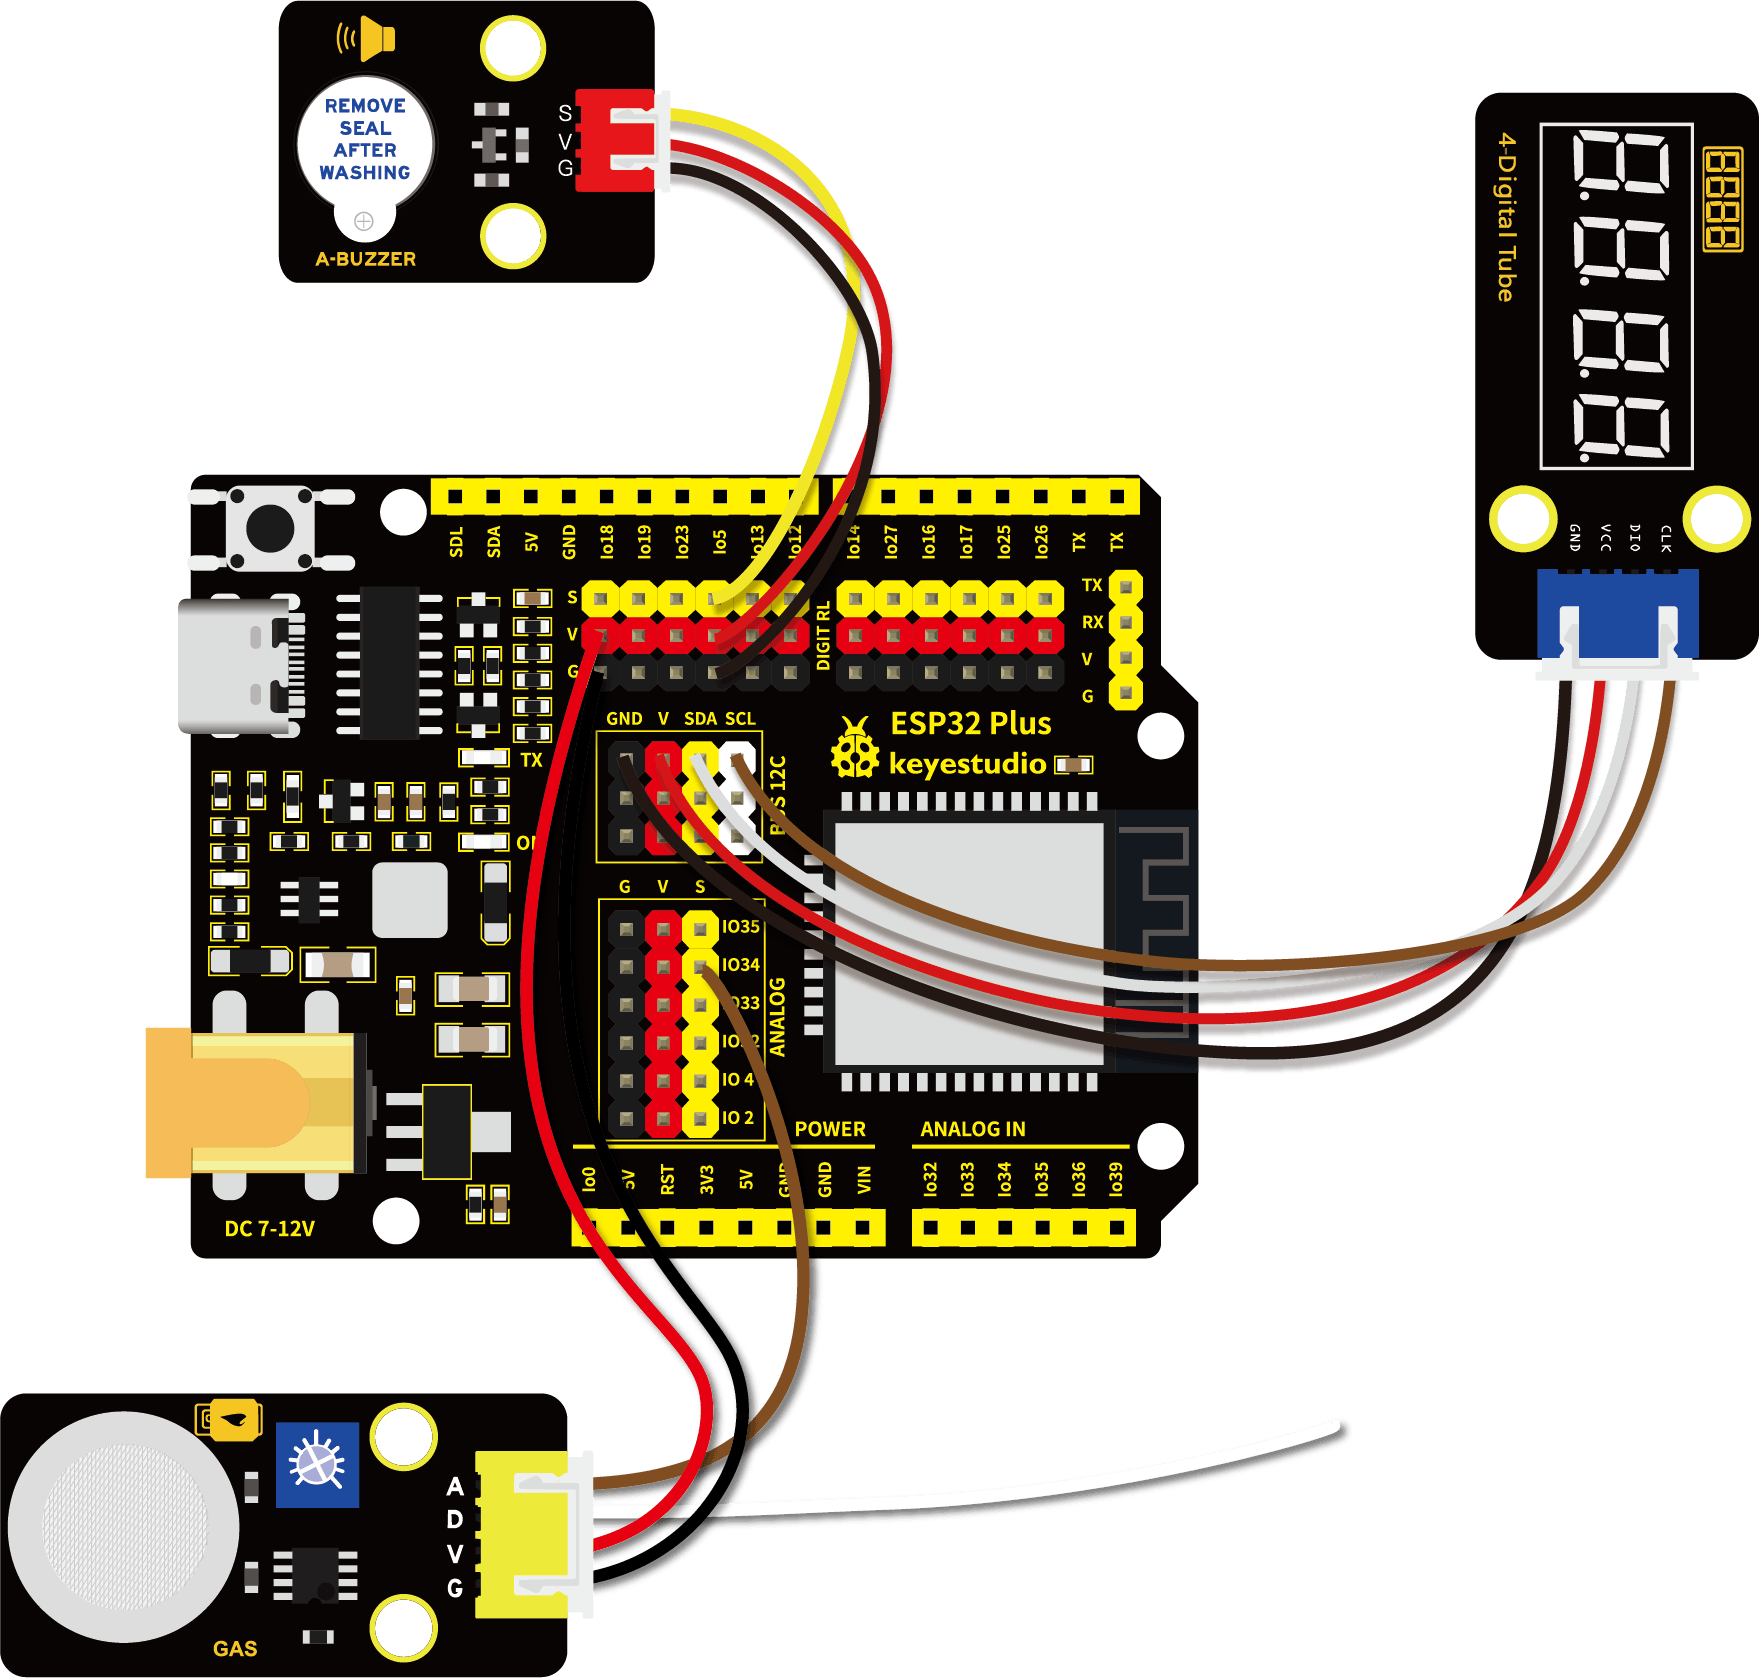 REMOVE
SEAL
AFTER
WASHING
A-BUZZER
S
V
G
4-Digital Tube
GND
VCC
DIO
CLK
SDL SDA 5V GND Io18 Io19 Io23 Io5 Io13 Io12 Io14 Io27 Io16 Io17 Io25 Io26 TX TX
S
V
G
DIGIT RL
TX
RX
V
G
GND V SDA SCL
BUS I2C
ESP32 Plus
keyestudio
TX
G V S
IO35
IO34
IO33
IO32
IO 4
IO 2
ANALOG
POWER
ANALOG IN
Io0 5V RST 3V3 5V GND GND VIN Io32 Io33 Io34 Io35 Io36 Io39
DC 7-12V
A
D
V
G
GAS